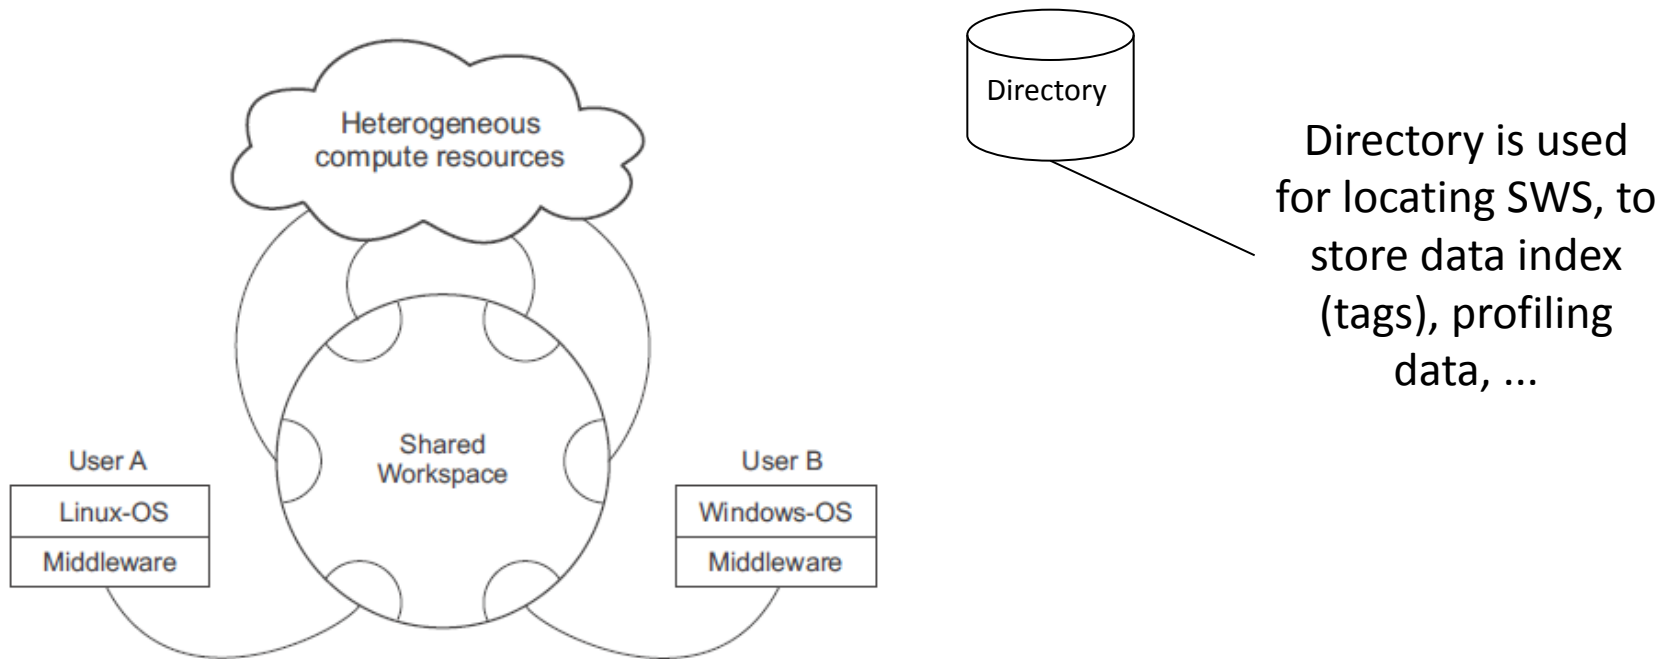 Heterogeneous
compute resources
Shared
Workspace
User A
Linux-OS
Middleware
User B
Windows-OS
Middleware
Directory
Directory is used
for locating SWS, to
store data index
(tags), profiling
data, ...